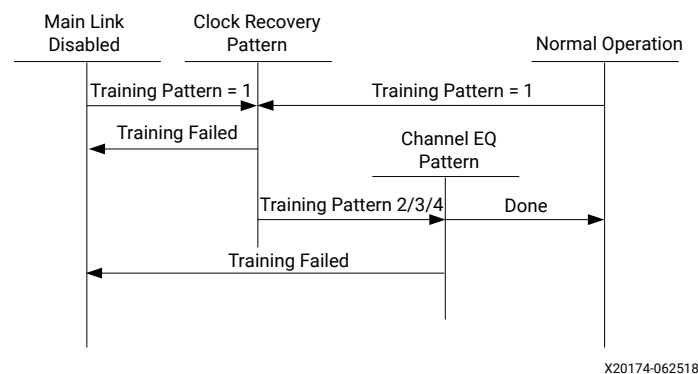 Main Link
Disabled
Clock Recovery
Pattern
Normal Operation
Training Pattern = 1
Training Pattern = 1
Training Failed
Channel EQ
Pattern
Training Pattern 2/3/4
Done
Training Failed
X20174-062518